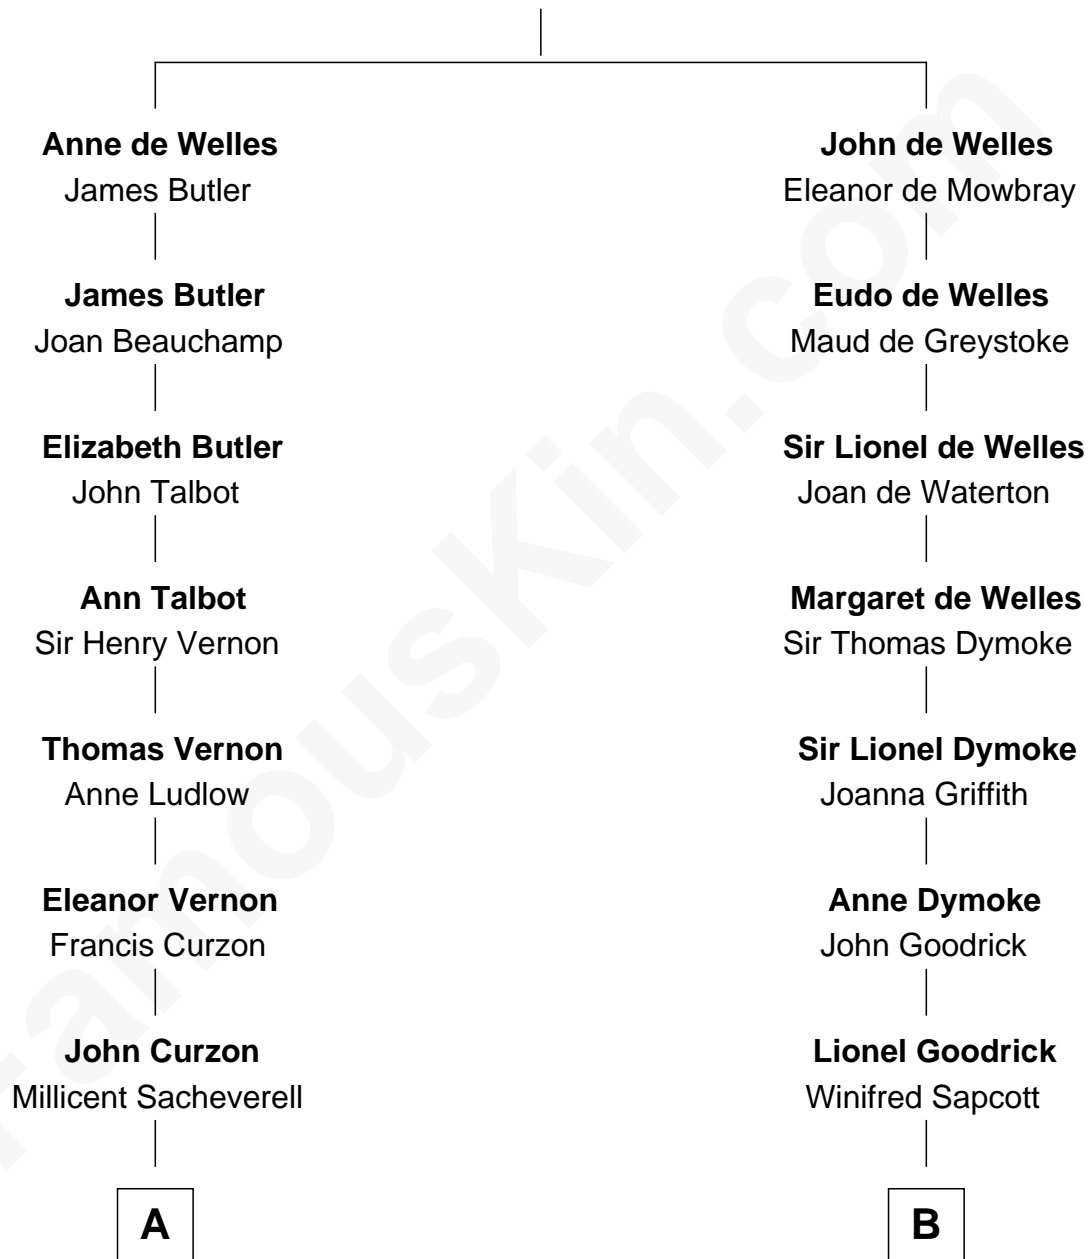 Anne de Welles
James Butler
James Butler
Joan Beauchamp
Elizabeth Butler
John Talbot
Ann Talbot
Sir Henry Vernon
Thomas Vernon
Anne Ludlow
Eleanor Vernon
Francis Curzon
John Curzon
Millicent Sacheverell
A
John de Welles
Eleanor de Mowbray
Eudo de Welles
Maud de Greystoke
Sir Lionel de Welles
Joan de Waterton
Margaret de Welles
Sir Thomas Dymoke
Sir Lionel Dymoke
Joanna Griffith
Anne Dymoke
John Goodrick
Lionel Goodrick
Winifred Sapcott
B
FamousKin.com